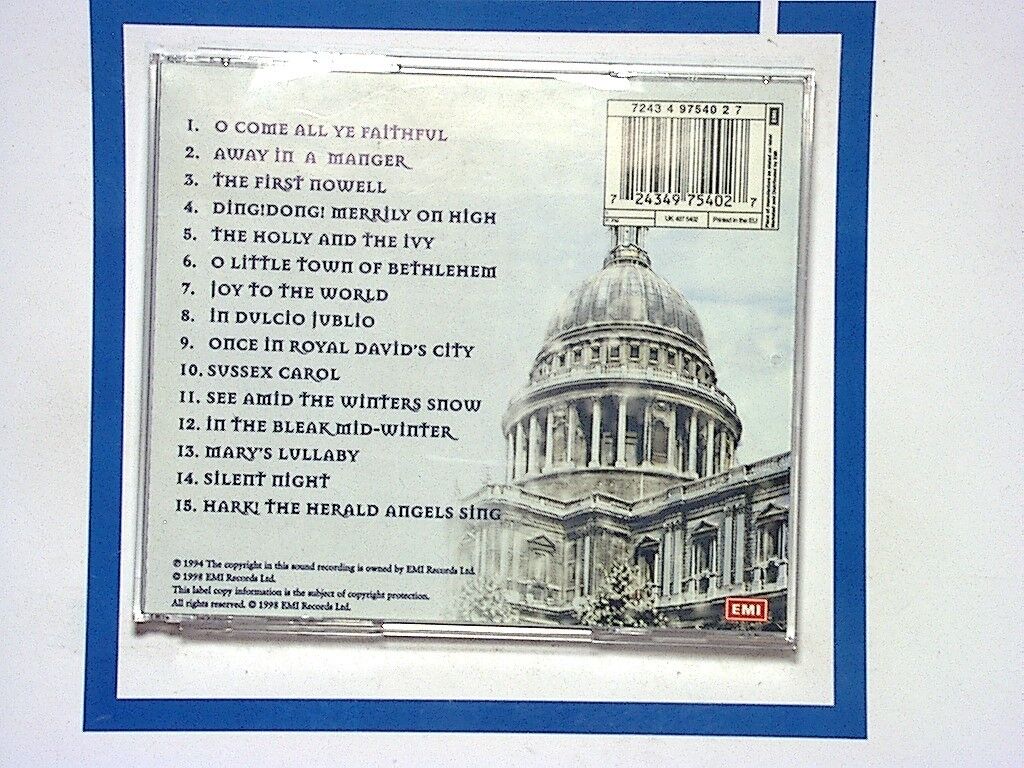 7243 4 97540 2 7
7 24349 75402 7
UK 497 5402
Printed in the EU
1. O COME ALL YE FAITHFUL
2. AWAY IN A MANGER
3. THE FIRST NOWELL
4. DING!DONG! MERRILY ON HIGH
5. THE HOLLY AND THE IVY
6. O LITTLE TOWN OF BETHLEHEM
7. JOY TO THE WORLD
8. IN DULCIO JUBLIO
9. ONCE IN ROYAL DAVID'S CITY
10. SUSSEX CAROL
11. SEE AMID THE WINTERS SNOW
12. IN THE BLEAK MID-WINTER
13. MARY'S LULLABY
14. SILENT NIGHT
15. HARK! THE HERALD ANGELS SING
℗ 1994 The copyright in this sound recording is owned by EMI Records Ltd.
© 1998 EMI Records Ltd.
This label copy information is the subject of copyright protection.
All rights reserved. © 1998 EMI Records Ltd.
EMI